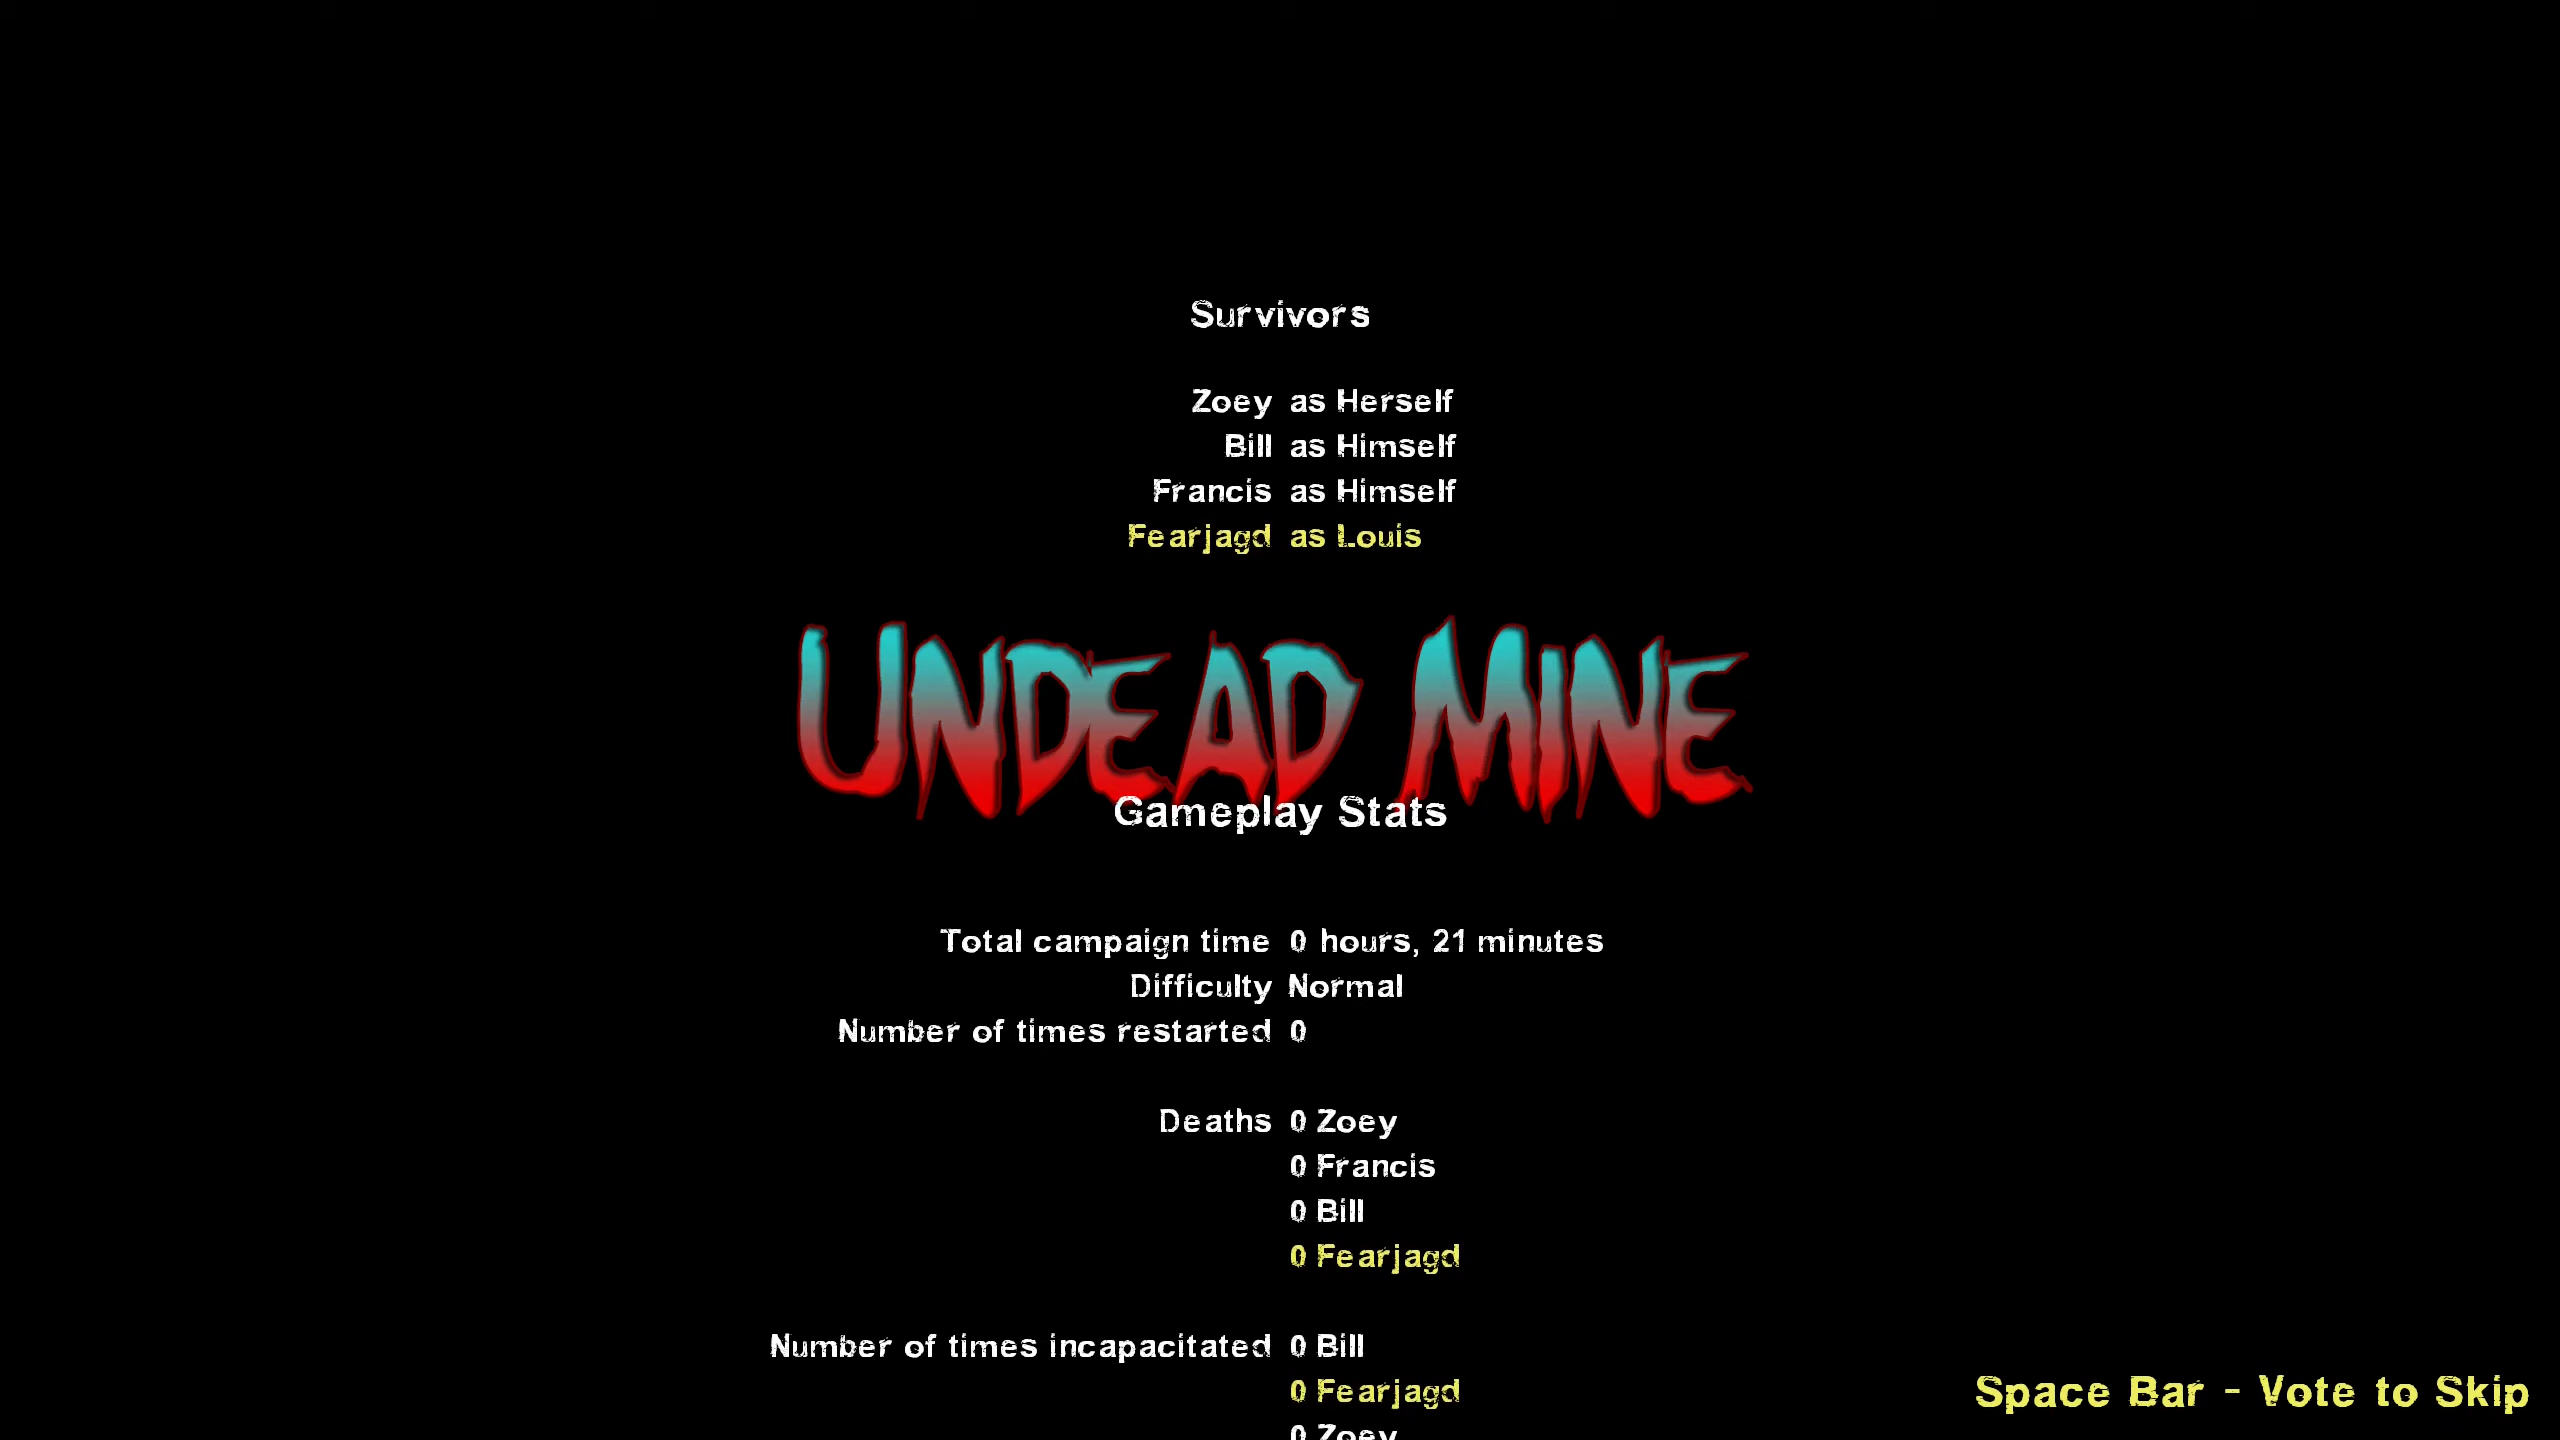 Survivors
Zoey as Herself
Bill as Himself
Francis as Himself
Fearjagd as Louis
UNDEAD MINE
Gameplay Stats
Total campaign time 0 hours, 21 minutes
Difficulty Normal
Number of times restarted 0
Deaths 0 Zoey
0 Francis
0 Bill
0 Fearjagd
Number of times incapacitated 0 Bill
0 Fearjagd
Space Bar - Vote to Skip
0 Zoey